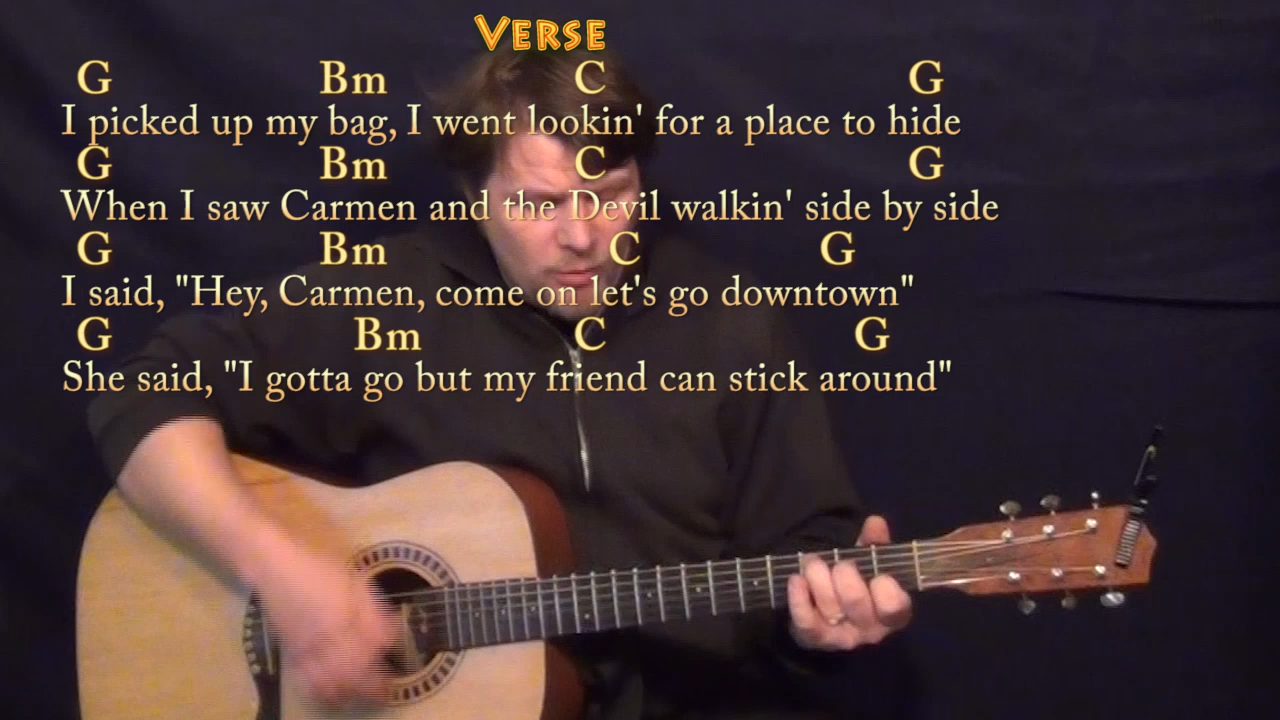 VERSE
G Bm C G
I picked up my bag, I went lookin' for a place to hide
G Bm C G
When I saw Carmen and the Devil walkin' side by side
G Bm C G
I said, "Hey, Carmen, come on let's go downtown"
G Bm C G
She said, "I gotta go but my friend can stick around"